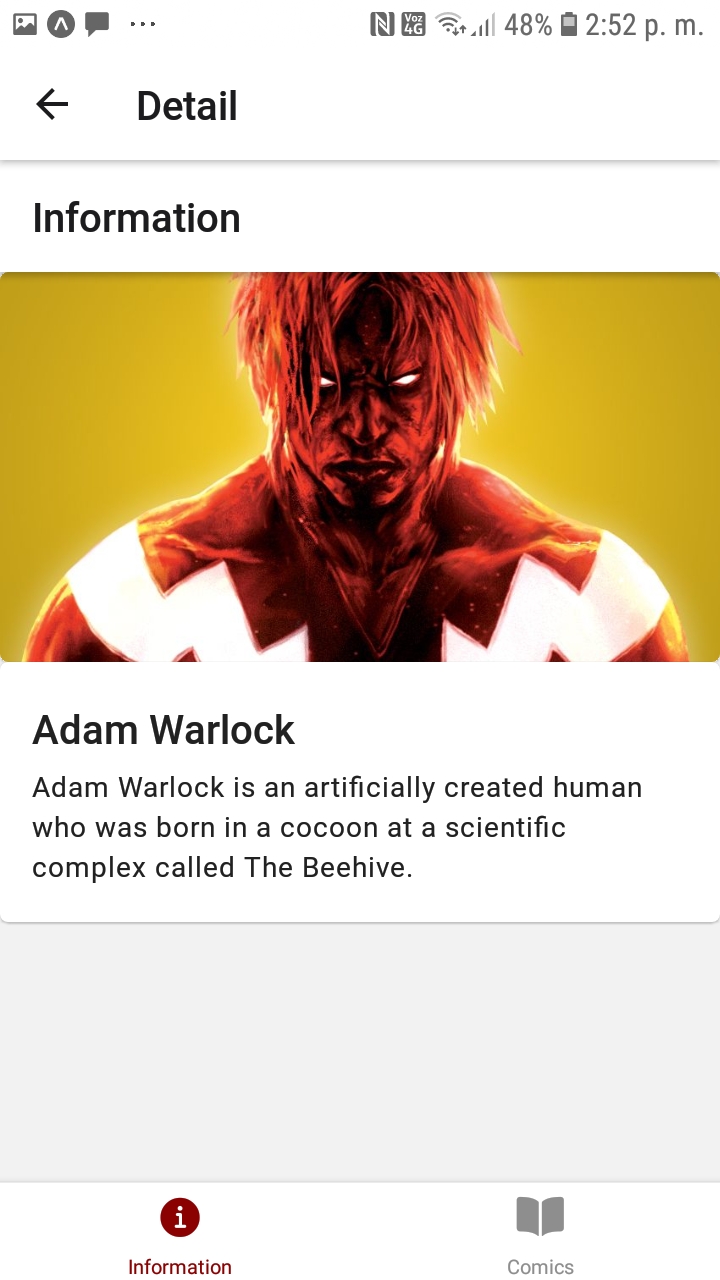 Voz 4G 48% 2:52 p. m.
Detail
Information
Adam Warlock
Adam Warlock is an artificially created human
who was born in a cocoon at a scientific
complex called The Beehive.
Information Comics